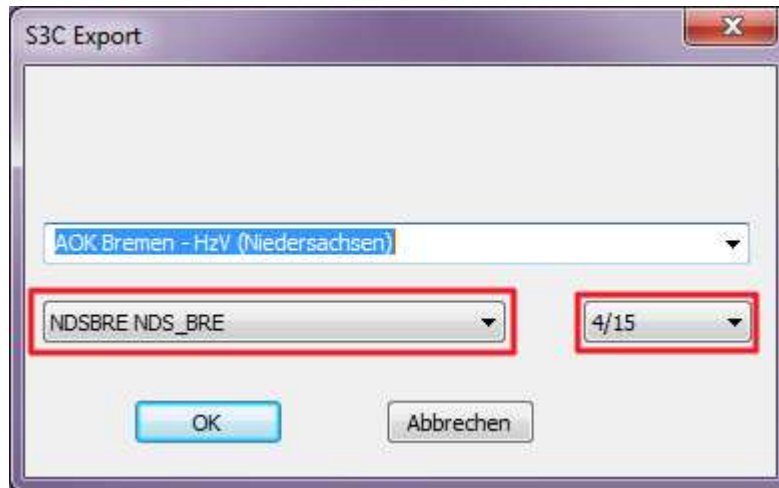 S3C Export
AOK Bremen - HzV (Niedersachsen)
NDSBRE NDS_BRE 4/15
OK Abbrechen